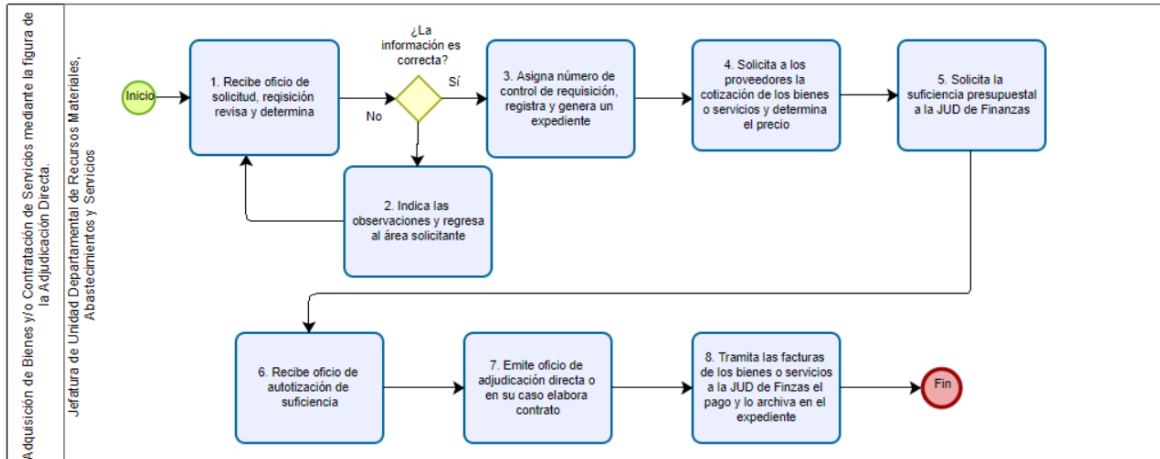 Adquisición de Bienes y/o Contratación de Servicios mediante la figura de
la Adjudicación Directa.
Jefatura de Unidad Departamental de Recursos Materiales,
Abastecimientos y Servicios
Inicio
1. Recibe oficio de
solicitud, reqisición
revisa y determina
¿La
información es
correcta?
Sí
No
2. Indica las
observaciones y regresa
al área solicitante
3. Asigna número de
control de requisición,
registra y genera un
expediente
4. Solicita a los
proveedores la
cotización de los bienes
o servicios y determina
el precio
5. Solicita la
suficiencia presupuestal
a la JUD de Finanzas
6. Recibe oficio de
autotización de
suficiencia
7. Emite oficio de
adjudicación directa o
en su caso elabora
contrato
8. Tramita las facturas
de los bienes o servicios
a la JUD de Finzas el
pago y lo archiva en el
expediente
Fin